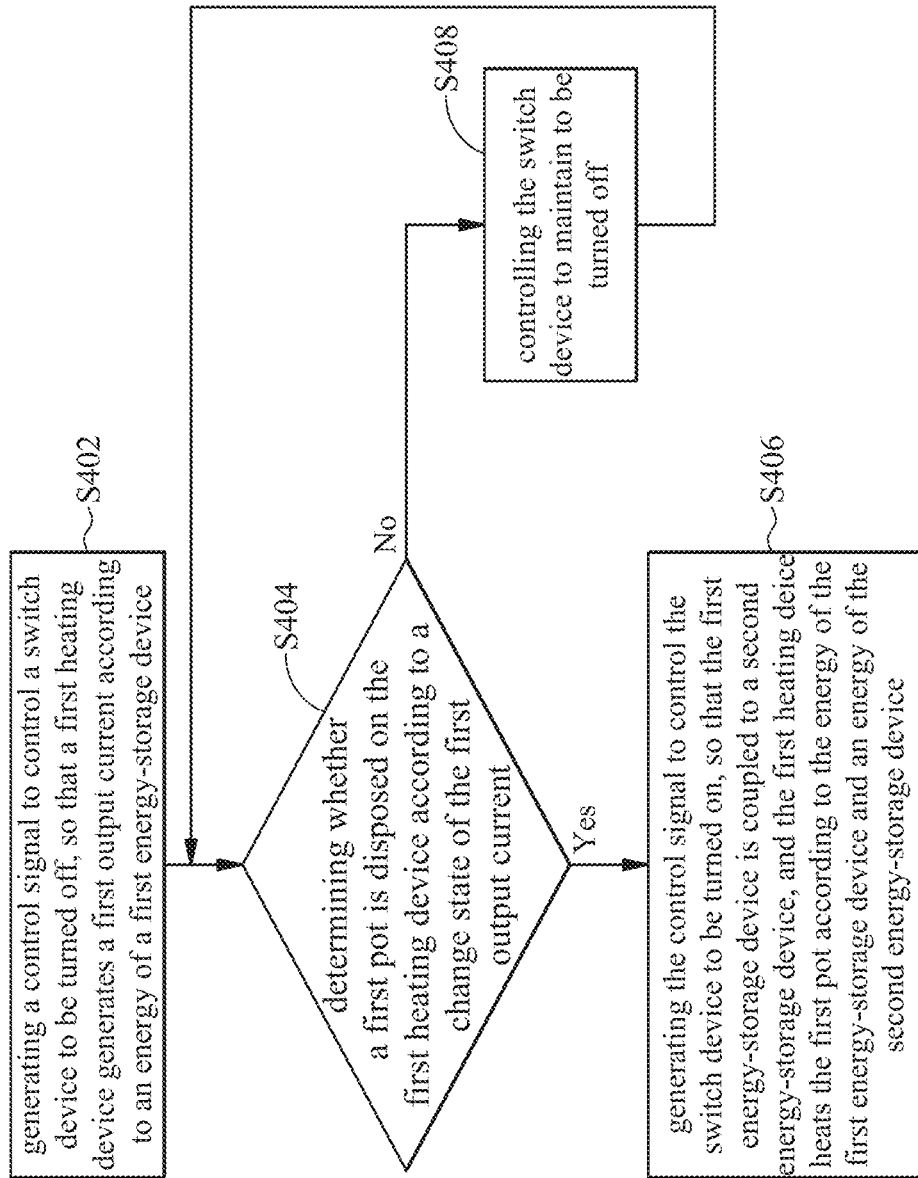 S402
generating a control signal to control a switch
device to be turned off, so that a first heating
device generates a first output current according
to an energy of a first energy-storage device
S404
determining whether
a first pot is disposed on the
first heating device according to a
change state of the first
output current
No
Yes
S408
controlling the switch
device to maintain to be
turned off
S406
generating the control signal to control the
switch device to be turned on, so that the first
energy-storage device is coupled to a second
energy-storage device, and the first heating deice
heats the first pot according to the energy of the
first energy-storage device and an energy of the
second energy-storage device